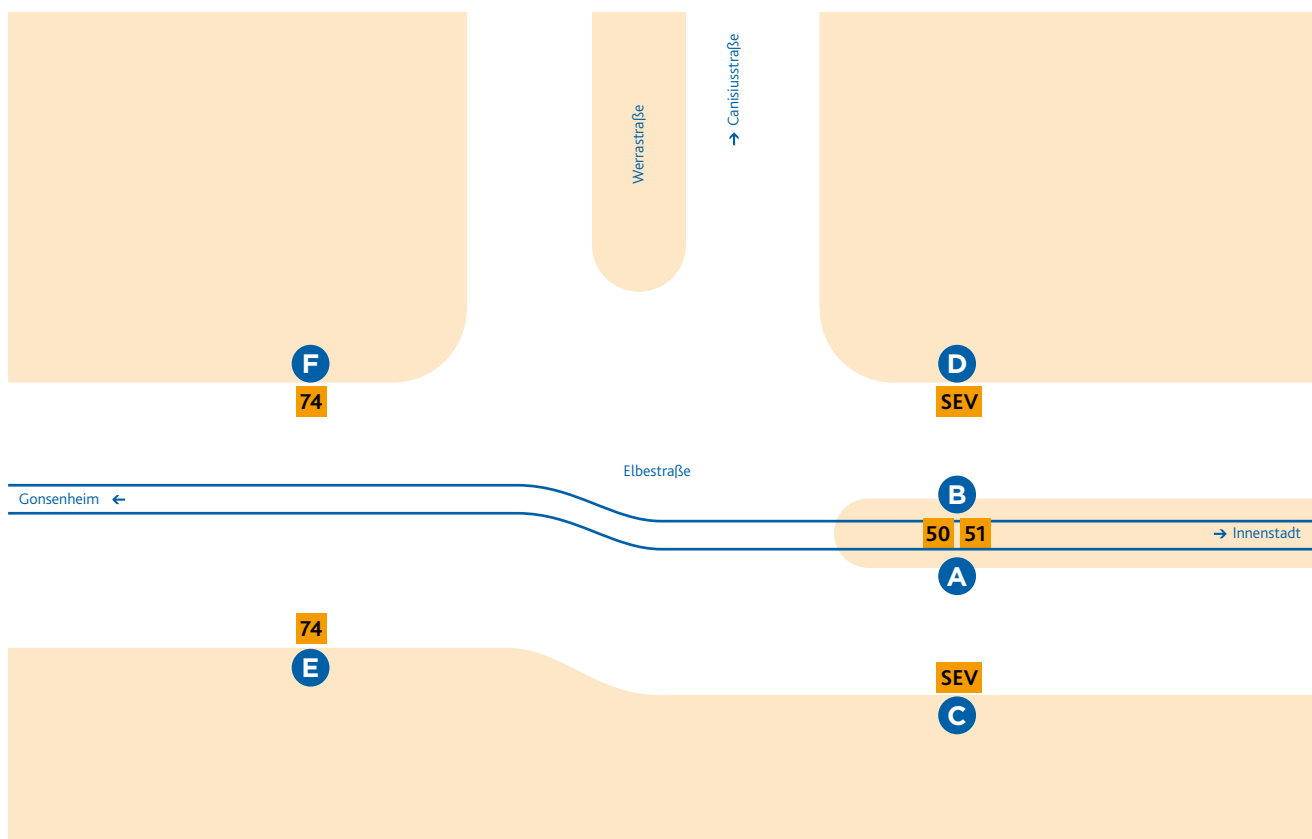 Werrastraße
→ Canisiusstraße
F
74
D
SEV
Elbestraße
Gonsenheim ←
B
50 51
→ Innenstadt
A
74
E
SEV
C